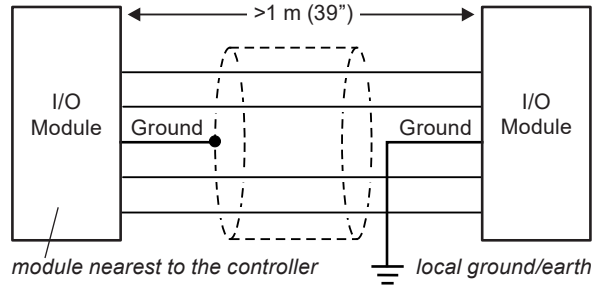 >1 m (39”)
I/O
Module
Ground
Ground
I/O
Module
module nearest to the controller
local ground/earth